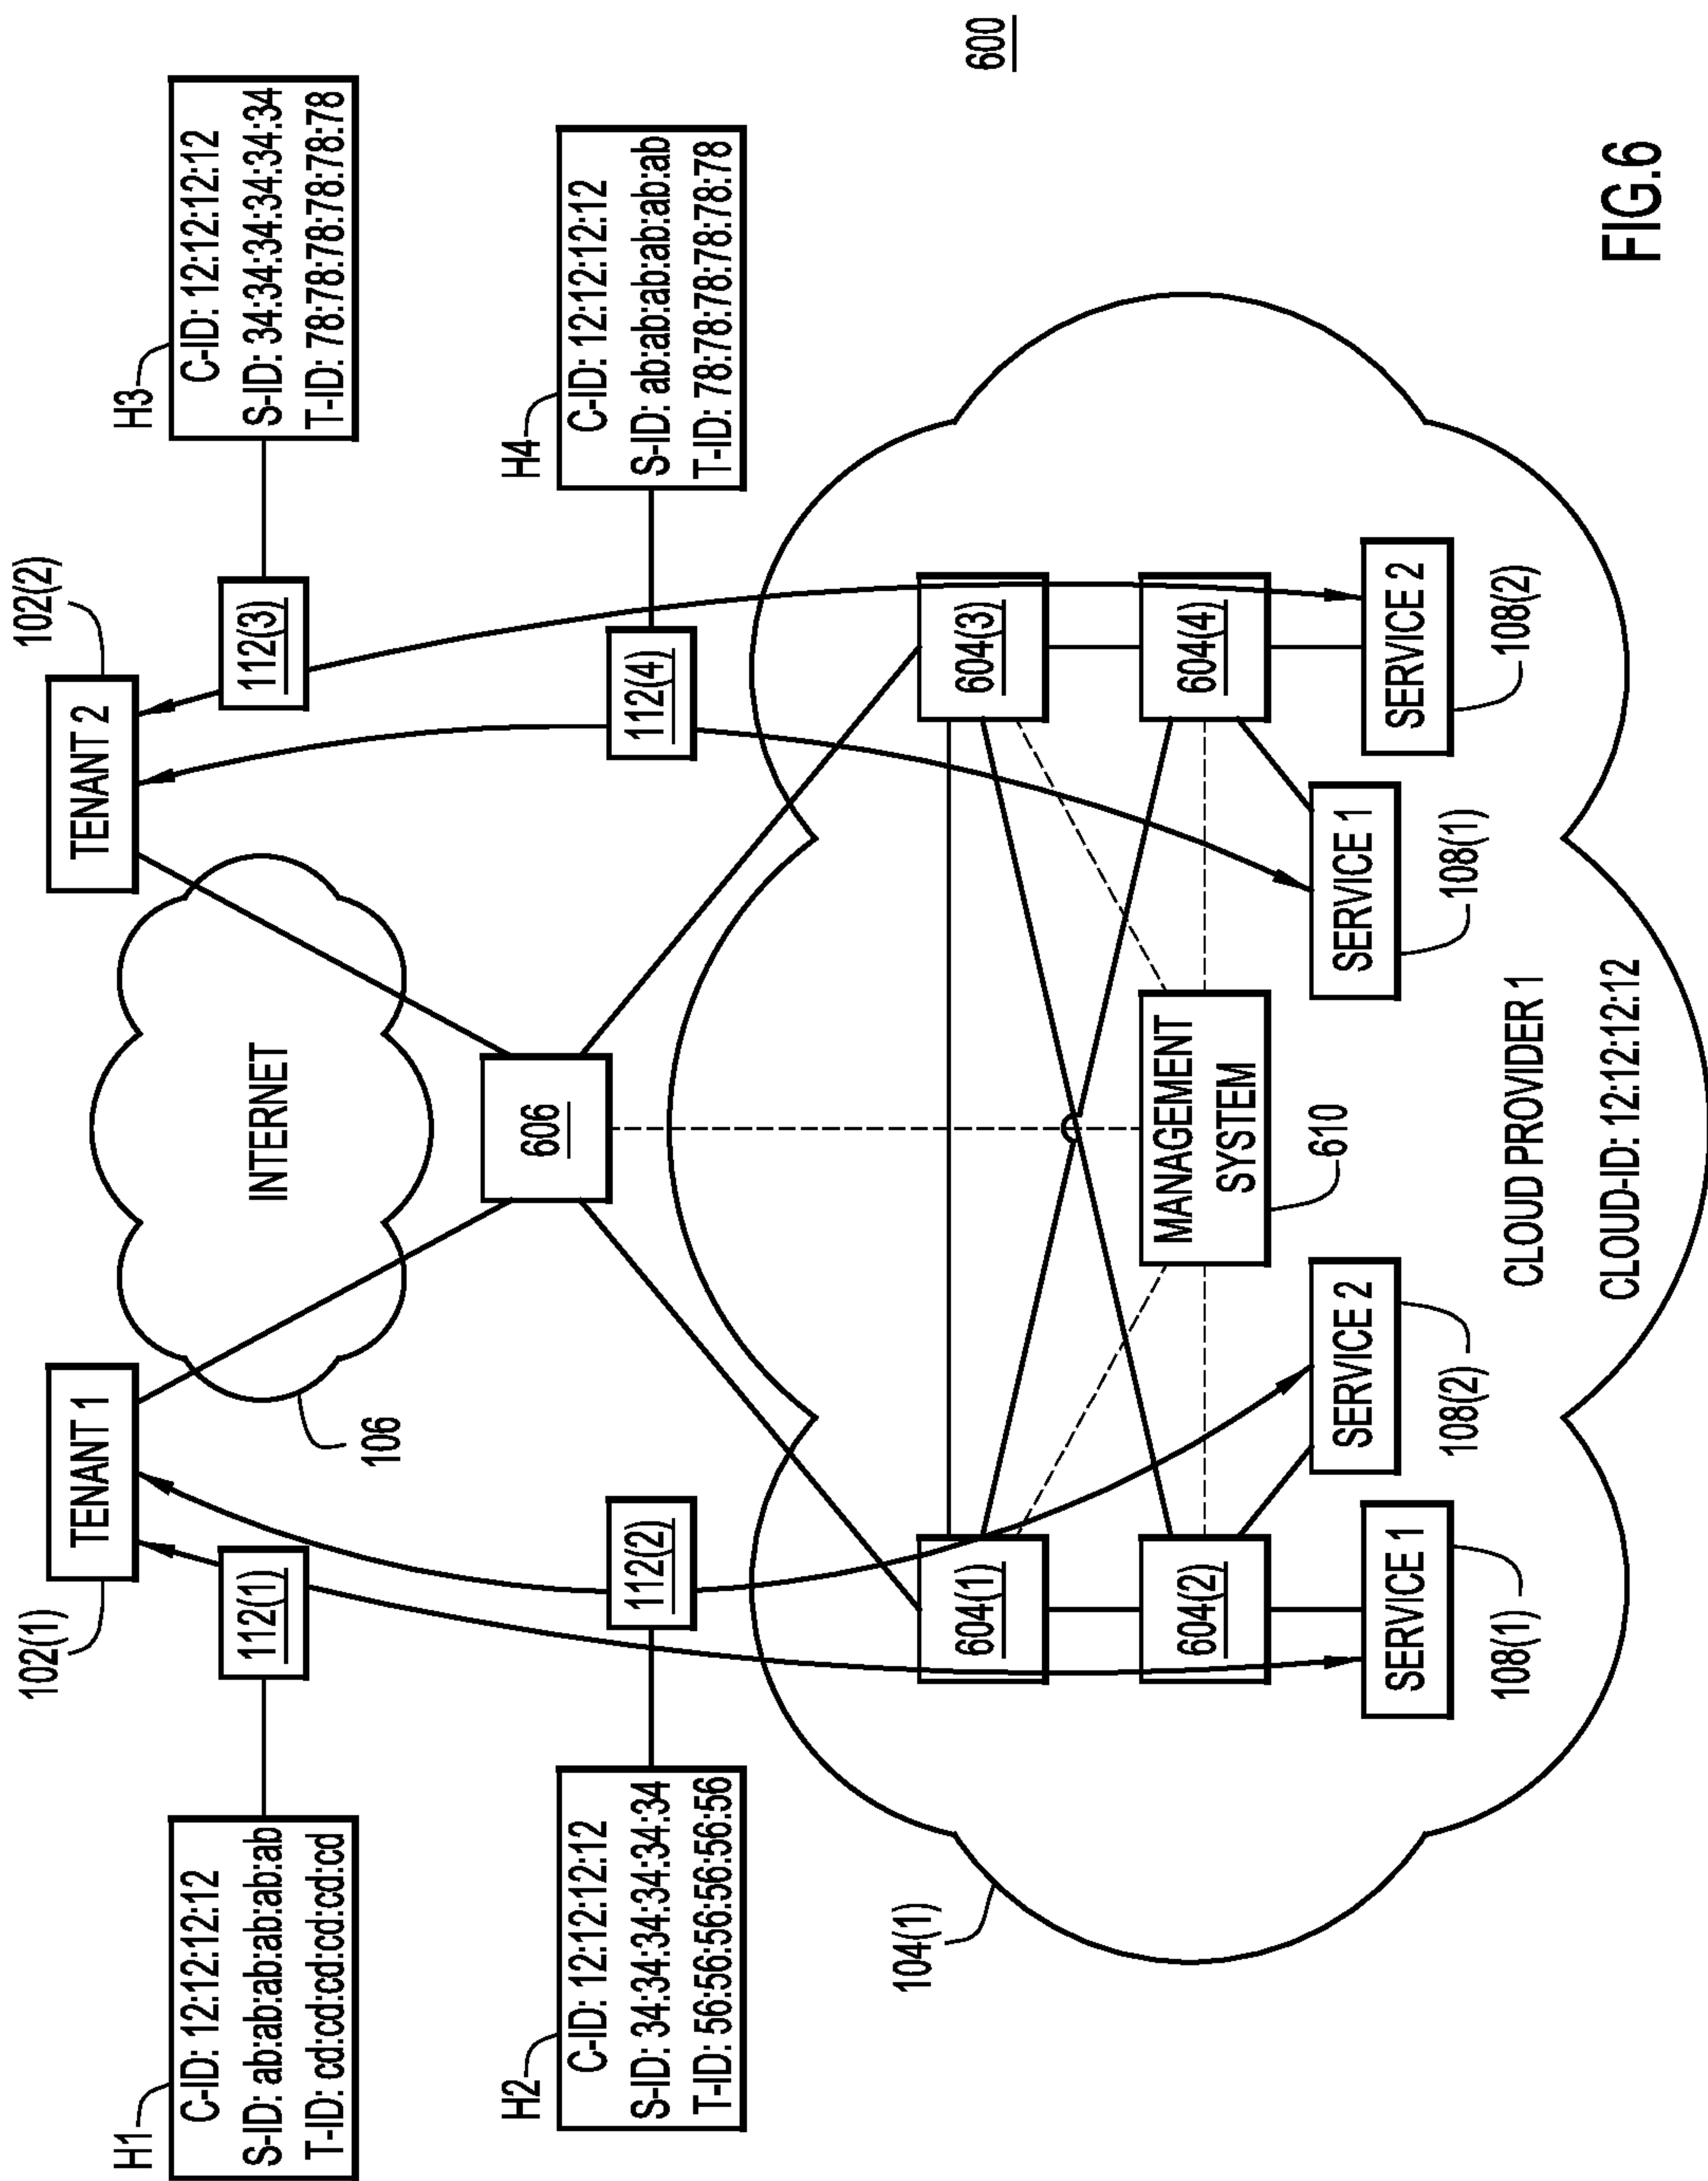 102(1)
102(2)
TENANT 1
TENANT 2
H1
H3
C-ID: 12:12:12:12
S-ID: ab:ab:ab:ab:ab:ab
T-ID: cd:cd:cd:cd:cd:cd
112(1)
106
INTERNET
112(3)
C-ID: 12:12:12:12
S-ID: 34:34:34:34:34:34
T-ID: 78:78:78:78:78:78
H2
H4
C-ID: 12:12:12:12
S-ID: 34:34:34:34:34:34
T-ID: 56:56:56:56:56:56
112(2)
606
112(4)
C-ID: 12:12:12:12
S-ID: ab:ab:ab:ab:ab:ab
T-ID: 78:78:78:78:78:78
104(1)
604(1)
604(3)
600
604(2)
MANAGEMENT
SYSTEM
604(4)
610
SERVICE 1
SERVICE 2
SERVICE 1
SERVICE 2
108(1)
108(2)
108(1)
108(2)
CLOUD PROVIDER 1
CLOUD-ID: 12:12:12:12
FIG.6